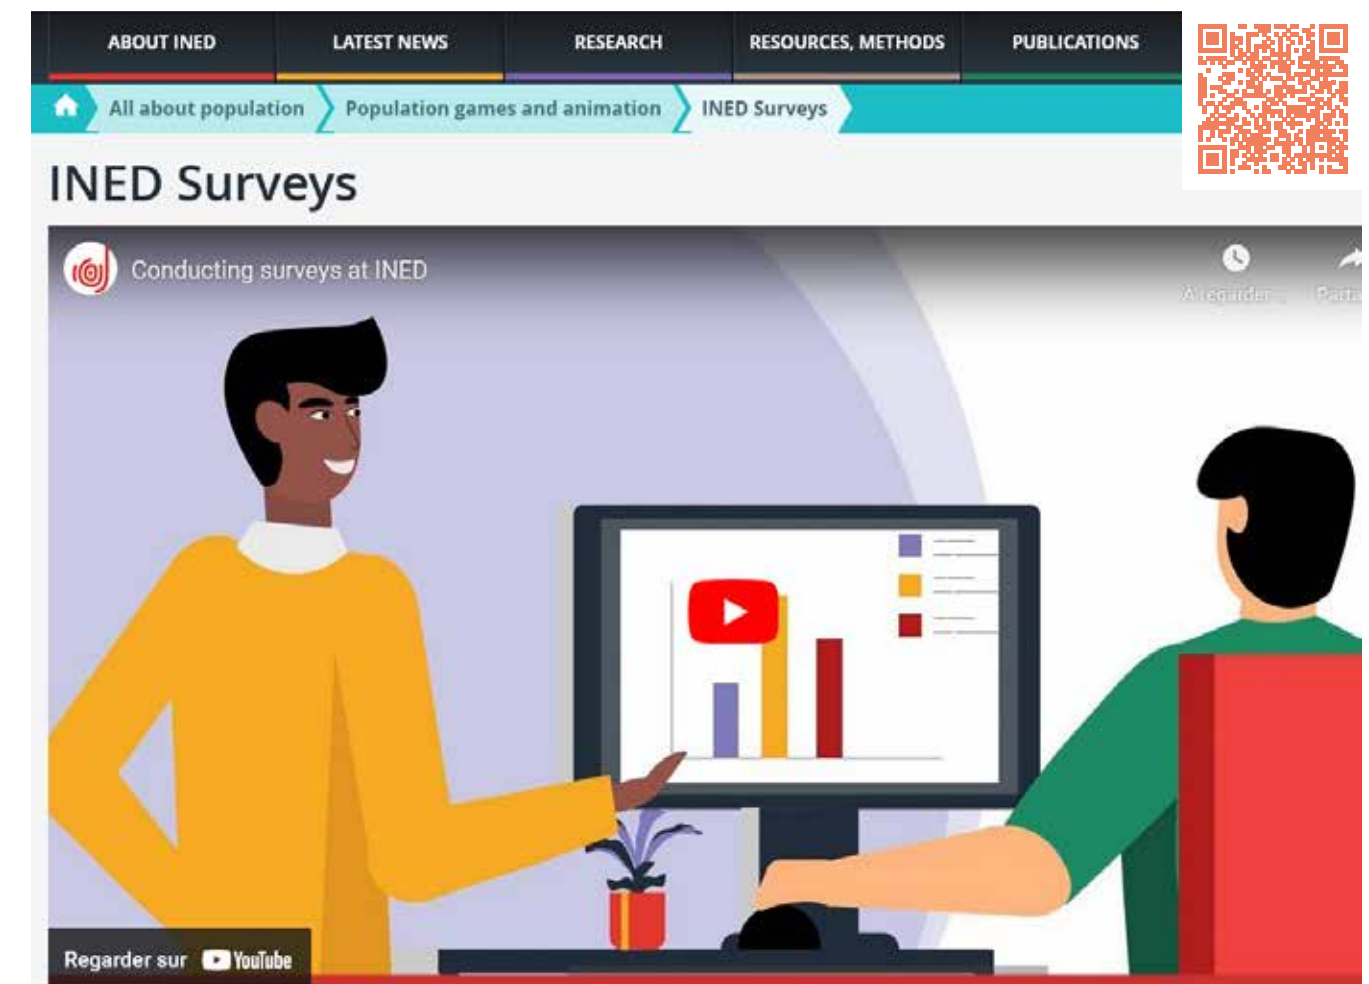 ABOUT INED
LATEST NEWS
RESEARCH
RESOURCES, METHODS
PUBLICATIONS
All about population
Population games and animation
INED Surveys
INED Surveys
Conducting surveys at INED
À regarder ...
Regarder sur YouTube